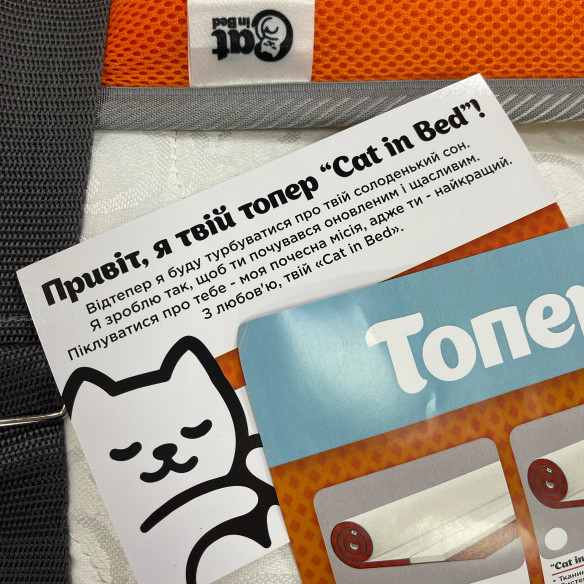 Cat
in Bed
Привіт, я твій топер “Cat in Bed”!
Відтепер я буду турбуватися про твій солоденький сон.
Я зроблю так, щоб ти почувався оновленим і щасливим.
Піклуватися про тебе - моя почесна місія, адже ти - найкращий.
З любов'ю, твій «Cat in Bed».
Топер
"Cat in